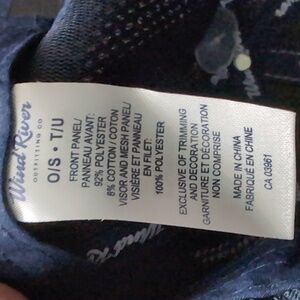 Wind River
OUTFITTING CO
O/S • T/U
FRONT PANEL/
PANNEAU AVANT:
92% POLYESTER
8% COTTON / COTON
VISOR AND MESH PANEL/
VISIÈRE ET PANNEAU
EN FILET:
100% POLYESTER
EXCLUSIVE OF TRIMMING
AND DECORATION
GARNITURE ET DÉCORATION
NON COMPRISE
MADE IN CHINA
FABRIQUÉ EN CHINE
CA 03961